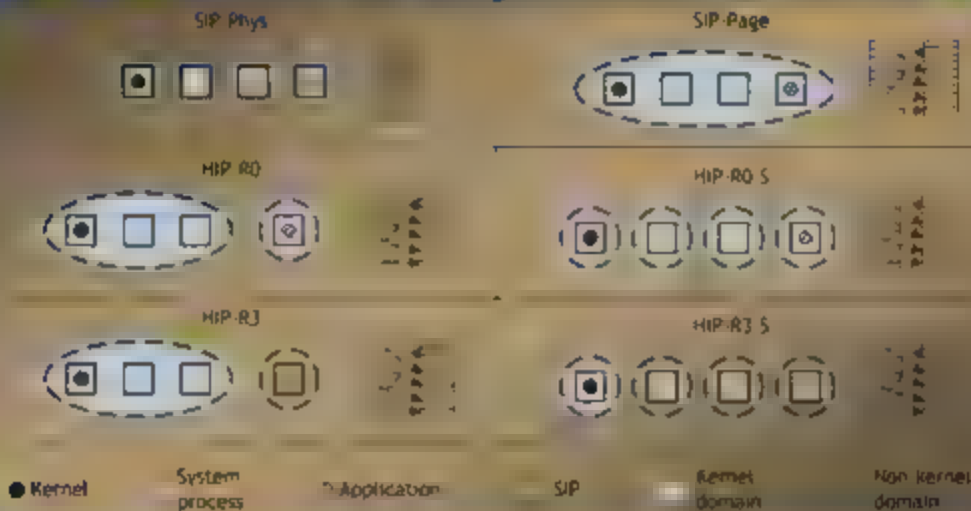 SIP-Phys
SIP-Page
HIP-R0
HIP-R0-S
HIP-R3
HIP-R3-S
Kernel
System
process
Application
SIP
Kernel
domain
Non kernel
domain